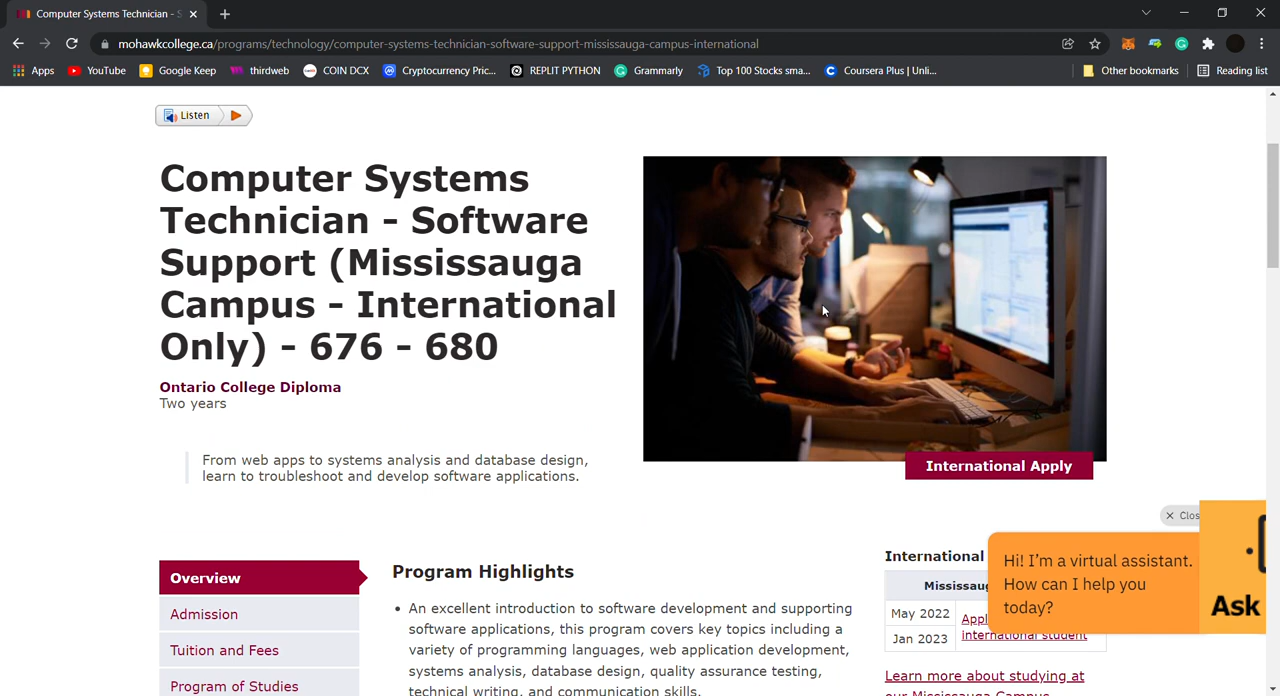 Computer Systems Technician - S
mohawkcollege.ca/programs/technology/computer-systems-technician-software-support-mississauga-campus-international
Apps YouTube Google Keep thirdweb COIN DCX Cryptocurrency Pric... REPLIT PYTHON Grammarly Top 100 Stocks sma... Coursera Plus | Unli... Other bookmarks Reading list
Listen
Computer Systems
Technician - Software
Support (Mississauga
Campus - International
Only) - 676 - 680
Ontario College Diploma
Two years
From web apps to systems analysis and database design,
learn to troubleshoot and develop software applications.
International Apply
Overview
Admission
Tuition and Fees
Program of Studies
Program Highlights
• An excellent introduction to software development and supporting
software applications, this program covers key topics including a
variety of programming languages, web application development,
systems analysis, database design, quality assurance testing,
technical writing, and communication skills.
International
May 2022
Jan 2023
international student
Learn more about studying at
our Mississauga Campus
Hi! I'm a virtual assistant.
How can I help you
today?
Ask